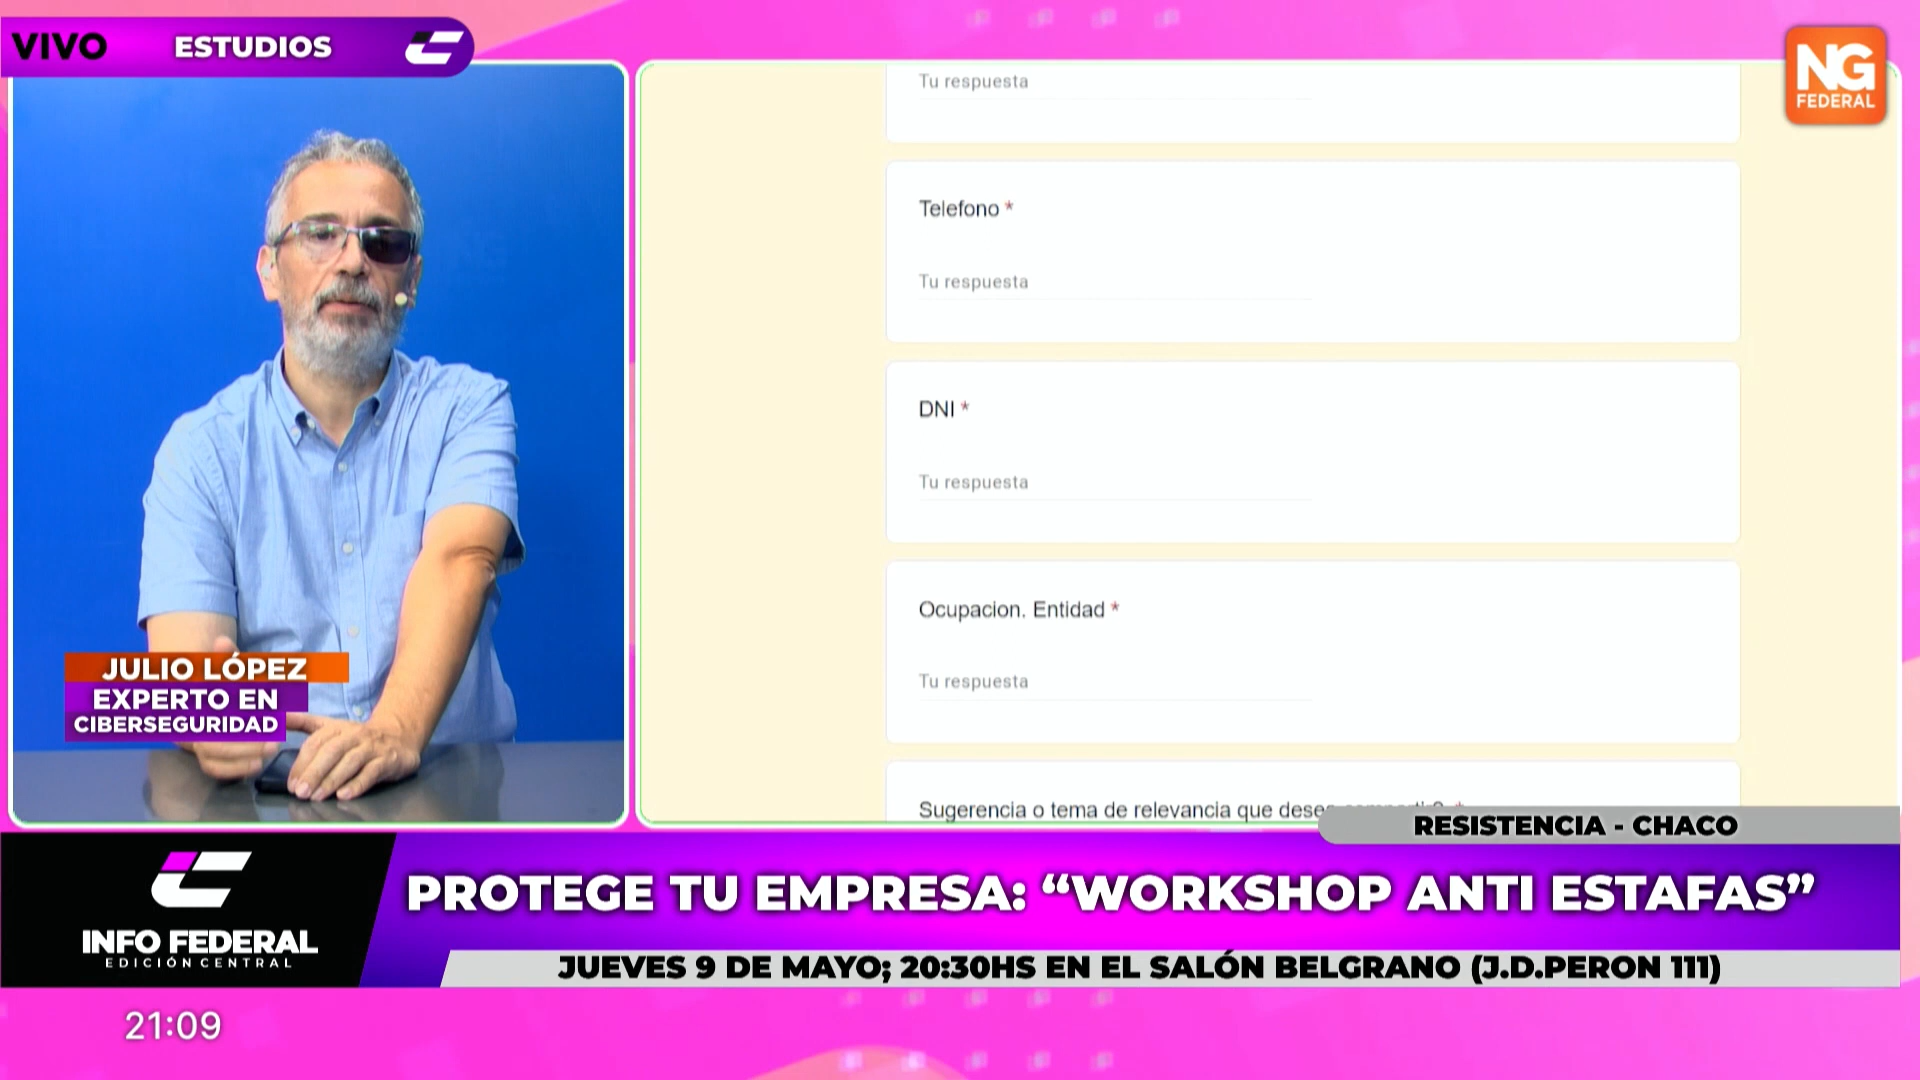 VIVO
ESTUDIOS
NG
FEDERAL
Tu respuesta
Telefono *
Tu respuesta
DNI *
Tu respuesta
Ocupacion. Entidad *
Tu respuesta
Sugerencia o tema de relevancia que desea
JULIO LÓPEZ
EXPERTO EN
CIBERSEGURIDAD
RESISTENCIA - CHACO
PROTEGE TU EMPRESA: “WORKSHOP ANTI ESTAFAS”
INFO FEDERAL
EDICIÓN CENTRAL
JUEVES 9 DE MAYO; 20:30HS EN EL SALÓN BELGRANO (J.D.PERON 111)
21:09